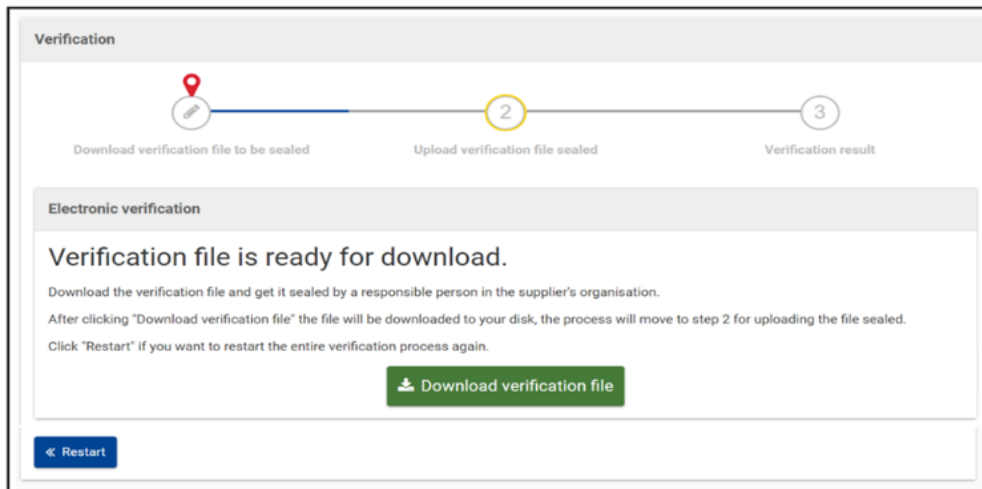 Verification
2
3
Download verification file to be sealed
Upload verification file sealed
Verification result
Electronic verification
Verification file is ready for download.
Download the verification file and get it sealed by a responsible person in the supplier's organisation.
After clicking "Download verification file" the file will be downloaded to your disk, the process will move to step 2 for uploading the file sealed.
Click "Restart" if you want to restart the entire verification process again.
Download verification file
« Restart